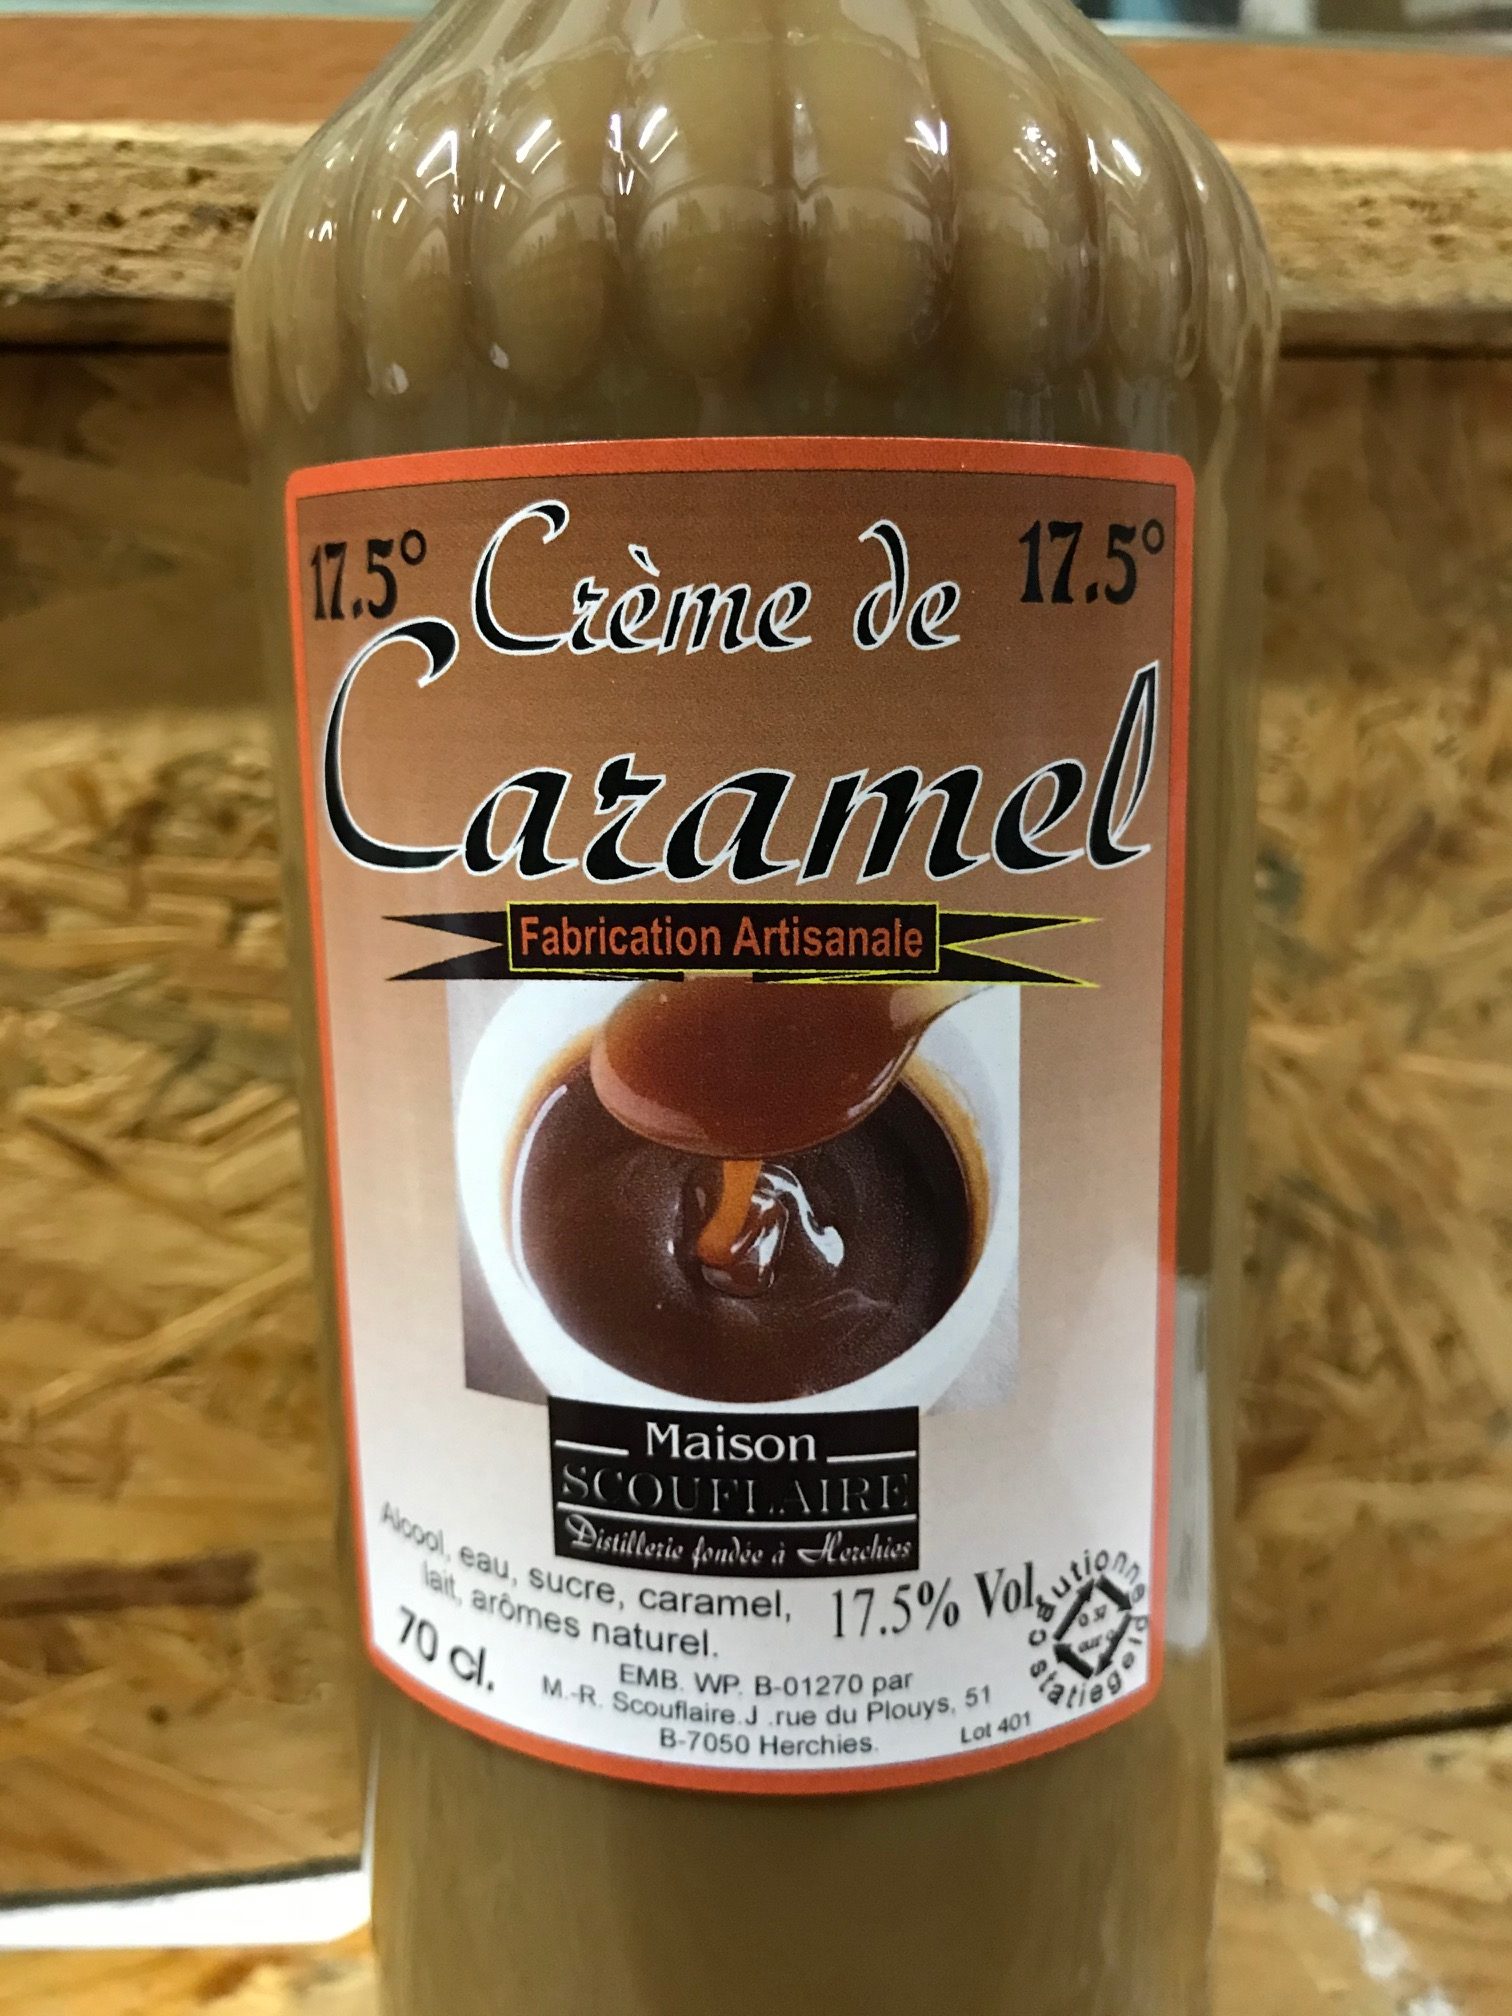 17.5° Crème de 17.5°
Caramel
Fabrication Artisanale
Maison
SCOUFLAIRE
Distillerie fondée à Herchies
Alcool, eau, sucre, caramel,
lait, arômes naturel.
17.5% Vol.
70 cl.
EMB. WP. B-01270 par
M.-R. Scouflaire.J .rue du Plouys, 51
B-7050 Herchies.
Lot 401
cautionné
statiegeld